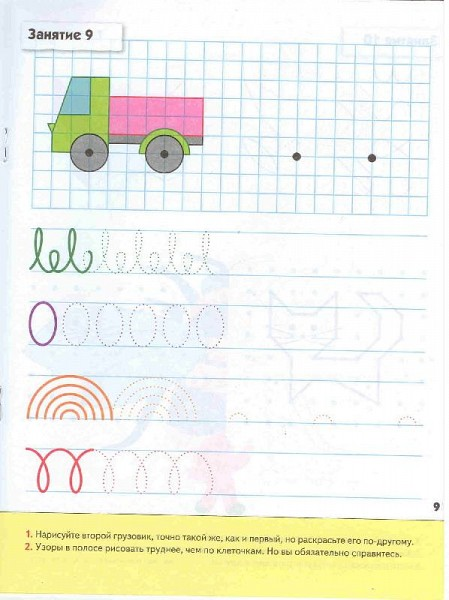 Занятие 9
9
1. Нарисуйте второй грузовик, точно такой же, как и первый, но раскрасьте его по-другому.
2. Узоры в полосе рисовать труднее, чем по клеточкам. Но вы обязательно справитесь.